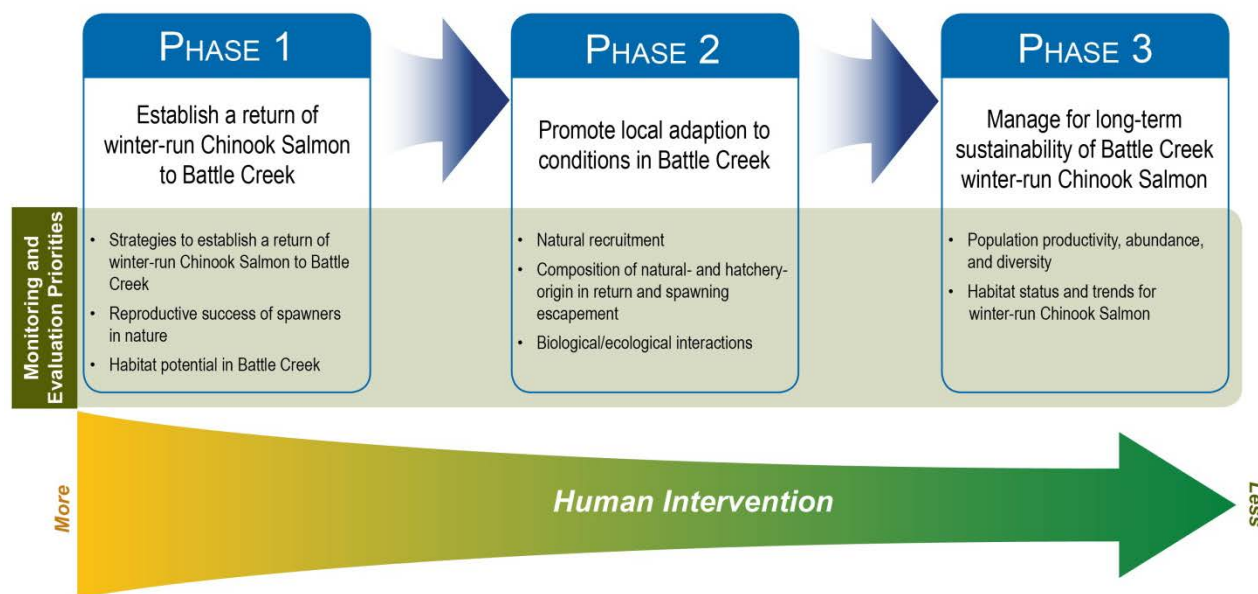 PHASE 1
Establish a return of
winter-run Chinook Salmon
to Battle Creek
PHASE 2
Promote local adaption to
conditions in Battle Creek
PHASE 3
Manage for long-term
sustainability of Battle Creek
winter-run Chinook Salmon
Monitoring and
Evaluation Priorities
• Strategies to establish a return of
winter-run Chinook Salmon to Battle
Creek
• Reproductive success of spawners
in nature
• Habitat potential in Battle Creek
• Natural recruitment
• Composition of natural- and hatchery-
origin in return and spawning
escapement
• Biological/ecological interactions
• Population productivity, abundance,
and diversity
• Habitat status and trends for
winter-run Chinook Salmon
More
Human Intervention
Less